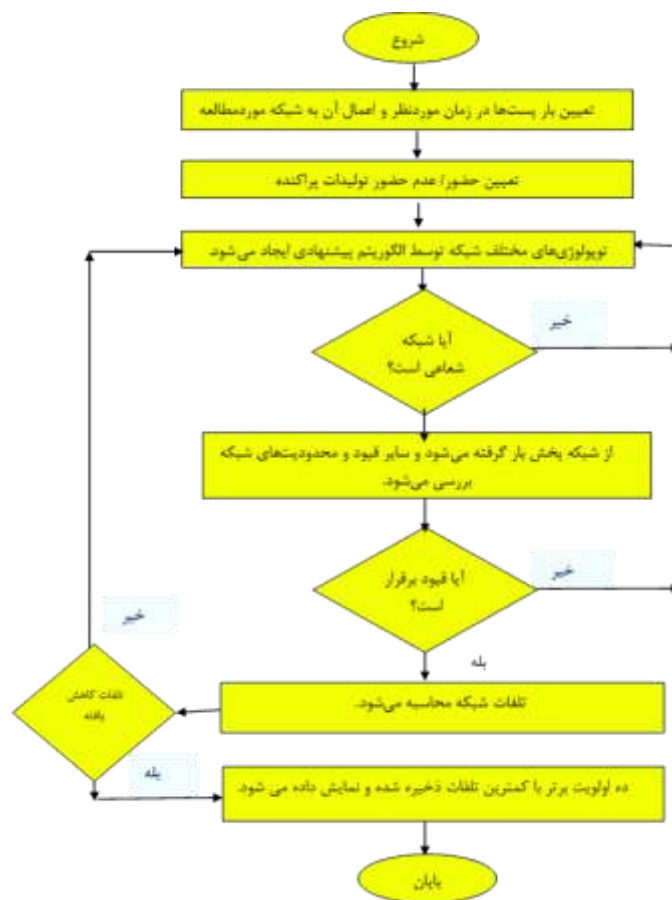 شروع
تعیین بار پست‌ها در زمان موردنظر و اعمال آن به شبکه موردمطالعه
تعیین حضور/ عدم حضور تولیدات پراکنده
توپولوژی‌های مختلف شبکه توسط الگوریتم پیشنهادی ایجاد می‌شود.
آیا شبکه
شعاعی است؟
خیر
از شبکه پخش بار گرفته می‌شود و سایر قیود و محدودیت‌های شبکه
بررسی می‌شود.
آیا قیود برقرار
است؟
خیر
بله
تلفات شبکه محاسبه می‌شود.
تلفات کاهش
یافته
خیر
بله
ده اولویت برتر با کمترین تلفات ذخیره شده و نمایش داده می شود.
پایان